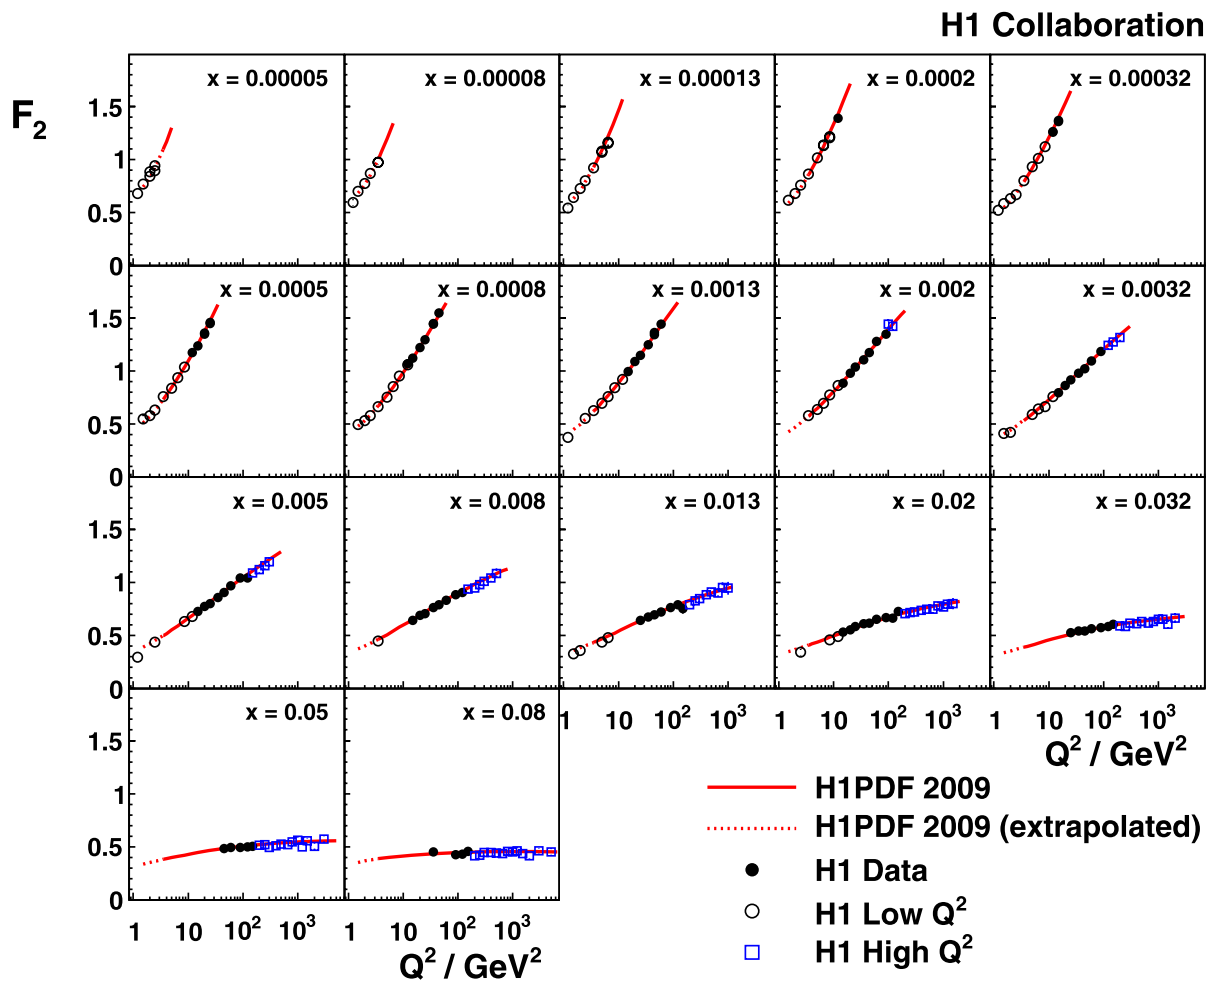 H1 Collaboration
F2
x = 0.00005
x = 0.00008
x = 0.00013
x = 0.0002
x = 0.00032
1.5
1
0.5
0
x = 0.0005
x = 0.0008
x = 0.0013
x = 0.002
x = 0.0032
1.5
1
0.5
0
x = 0.005
x = 0.008
x = 0.013
x = 0.02
x = 0.032
1.5
1
0.5
0
x = 0.05
x = 0.08
1.5
1
0.5
0
1 10 10² 10³
1 10 10² 10³
1 10 10² 10³
Q² / GeV²
1 10 10² 10³
1 10 10² 10³
Q² / GeV²
H1PDF 2009
H1PDF 2009 (extrapolated)
H1 Data
H1 Low Q²
H1 High Q²